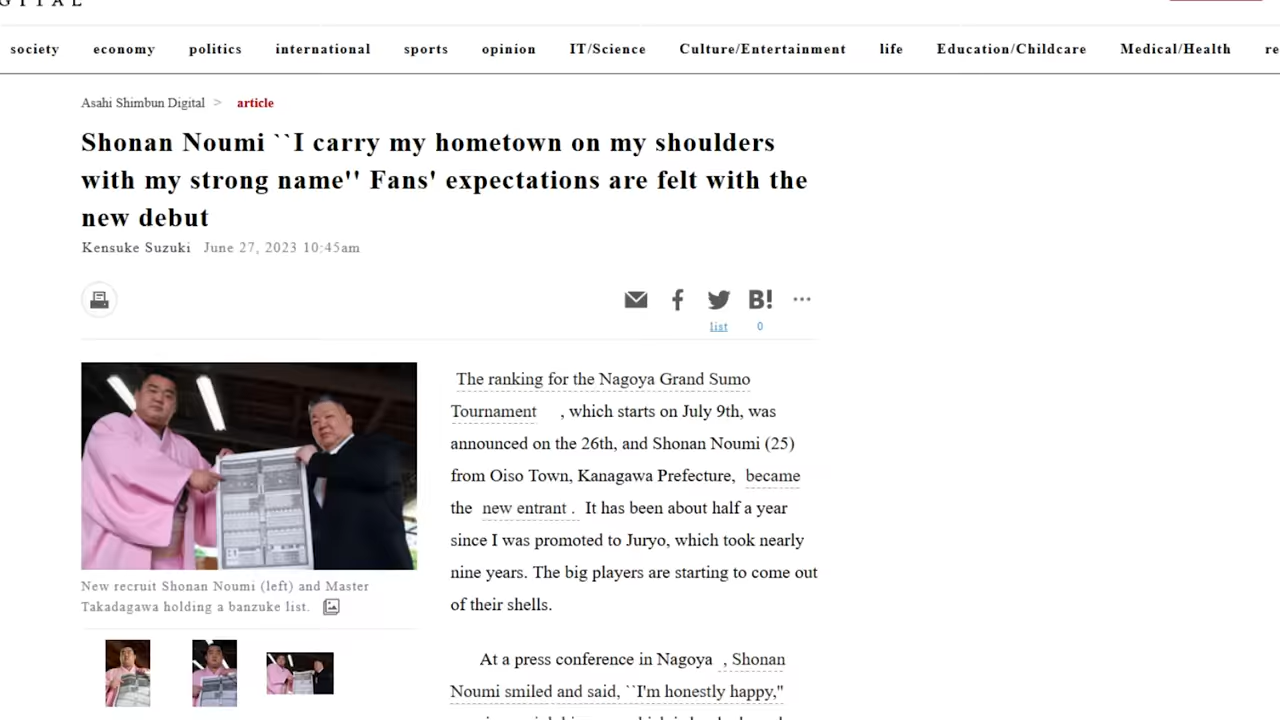 society economy politics international sports opinion IT/Science Culture/Entertainment life Education/Childcare Medical/Health re
Asahi Shimbun Digital > article
Shonan Noumi ``I carry my hometown on my shoulders
with my strong name'' Fans' expectations are felt with the
new debut
Kensuke Suzuki June 27, 2023 10:45am
B!
list 0
The ranking for the Nagoya Grand Sumo
Tournament , which starts on July 9th, was
announced on the 26th, and Shonan Noumi (25)
from Oiso Town, Kanagawa Prefecture, became
the new entrant . It has been about half a year
since I was promoted to Juryo, which took nearly
nine years. The big players are starting to come out
of their shells.
New recruit Shonan Noumi (left) and Master
Takadagawa holding a banzuke list.
At a press conference in Nagoya , Shonan
Noumi smiled and said, ``I'm honestly happy,''